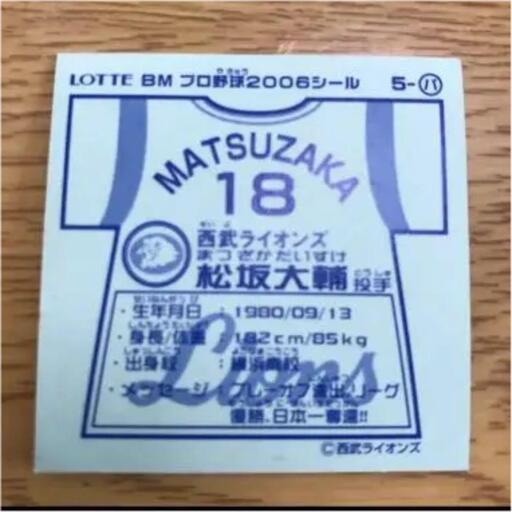 LOTTE BM プロ野球2006シール 5-パ
MATSUZAKA
18
西武ライオンズ
まつざかだいすけ
松坂大輔投手
・生年月日：1980/09/13
・身長/体重：182cm/85kg
・出身校：横浜高校
・メッセージ：プレーオフ進出、リーグ
優勝、日本一奪還!!
Lions
©西武ライオンズ